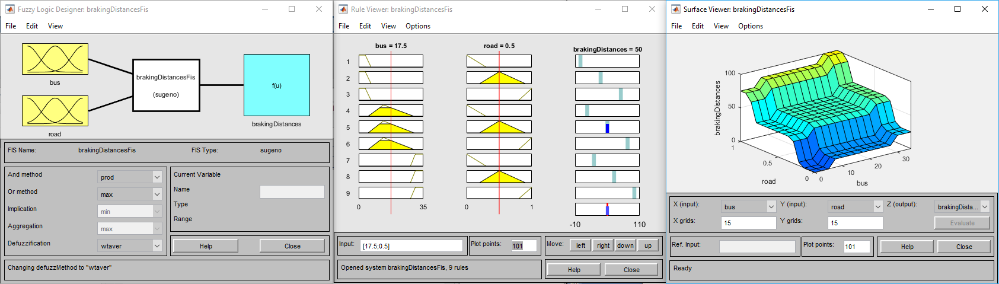 Fuzzy Logic Designer: brakingDistancesFis
File Edit View
bus
road
brakingDistancesFis
(sugeno)
f(u)
brakingDistances
FIS Name: brakingDistancesFis FIS Type: sugeno
And method prod
Or method max
Implication min
Aggregation max
Defuzzification wtaver
Current Variable
Name
Type
Range
Help Close
Changing defuzzMethod to "wtaver"
Rule Viewer: brakingDistancesFis
File Edit View Options
bus = 17.5 road = 0.5 brakingDistances = 50
1
2
3
4
5
6
7
8
9
0 35 0 1
-10 110
Input: [17.5;0.5] Plot points: 101 Move: left right down up
Opened system brakingDistancesFis, 9 rules
Help Close
Surface Viewer: brakingDistancesFis
File Edit View Options
brakingDistances
100
50
0
1
0.5
0
road
0
10
20
30
bus
X (input): bus Y (input): road Z (output): brakingDista...
X grids: 15 Y grids: 15 Evaluate
Ref. Input: Plot points: 101 Help Close
Ready